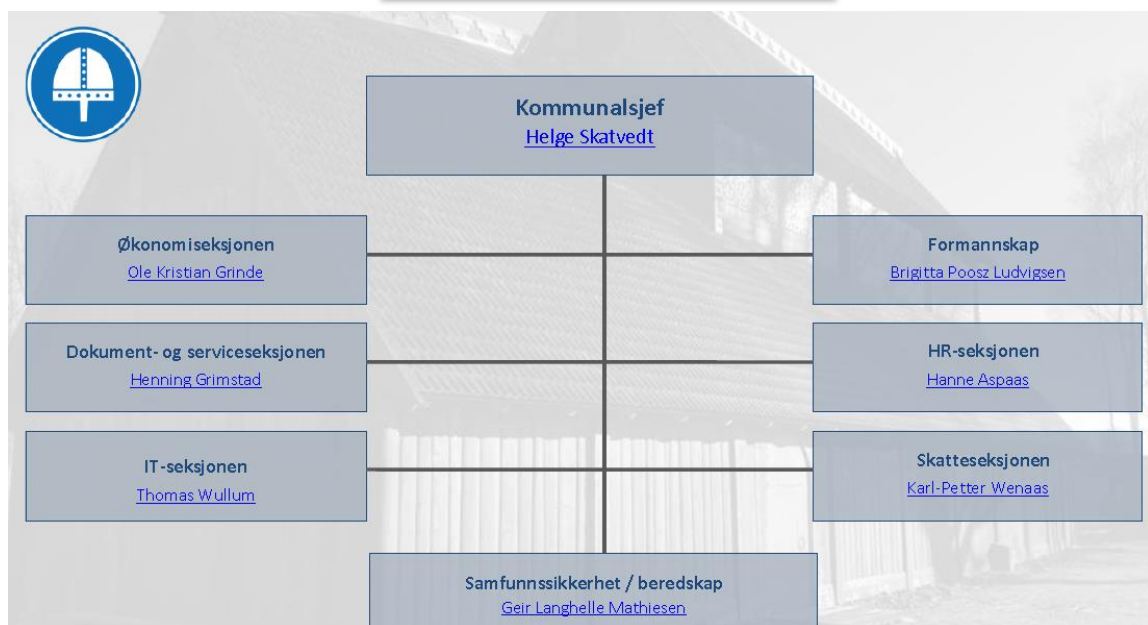 Kommunalsjef
Helge Skatvedt
Økonomiseksjonen
Ole Kristian Grinde
Formannskap
Brigitta Poosz Ludvigsen
Dokument- og serviceseksjonen
Henning Grimstad
HR-seksjonen
Hanne Aspaas
IT-seksjonen
Thomas Wullum
Skatteseksjonen
Karl-Petter Wenaas
Samfunnssikkerhet / beredskap
Geir Langhelle Mathiesen